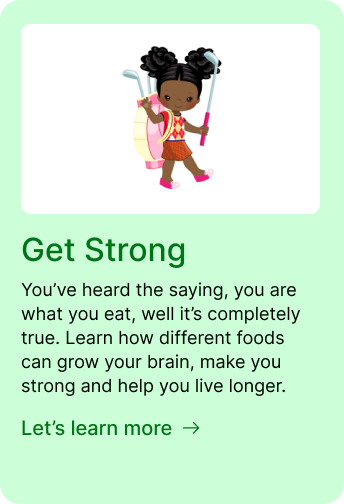 Get Strong
You’ve heard the saying, you are
what you eat, well it’s completely
true. Learn how different foods
can grow your brain, make you
strong and help you live longer.
Let’s learn more →